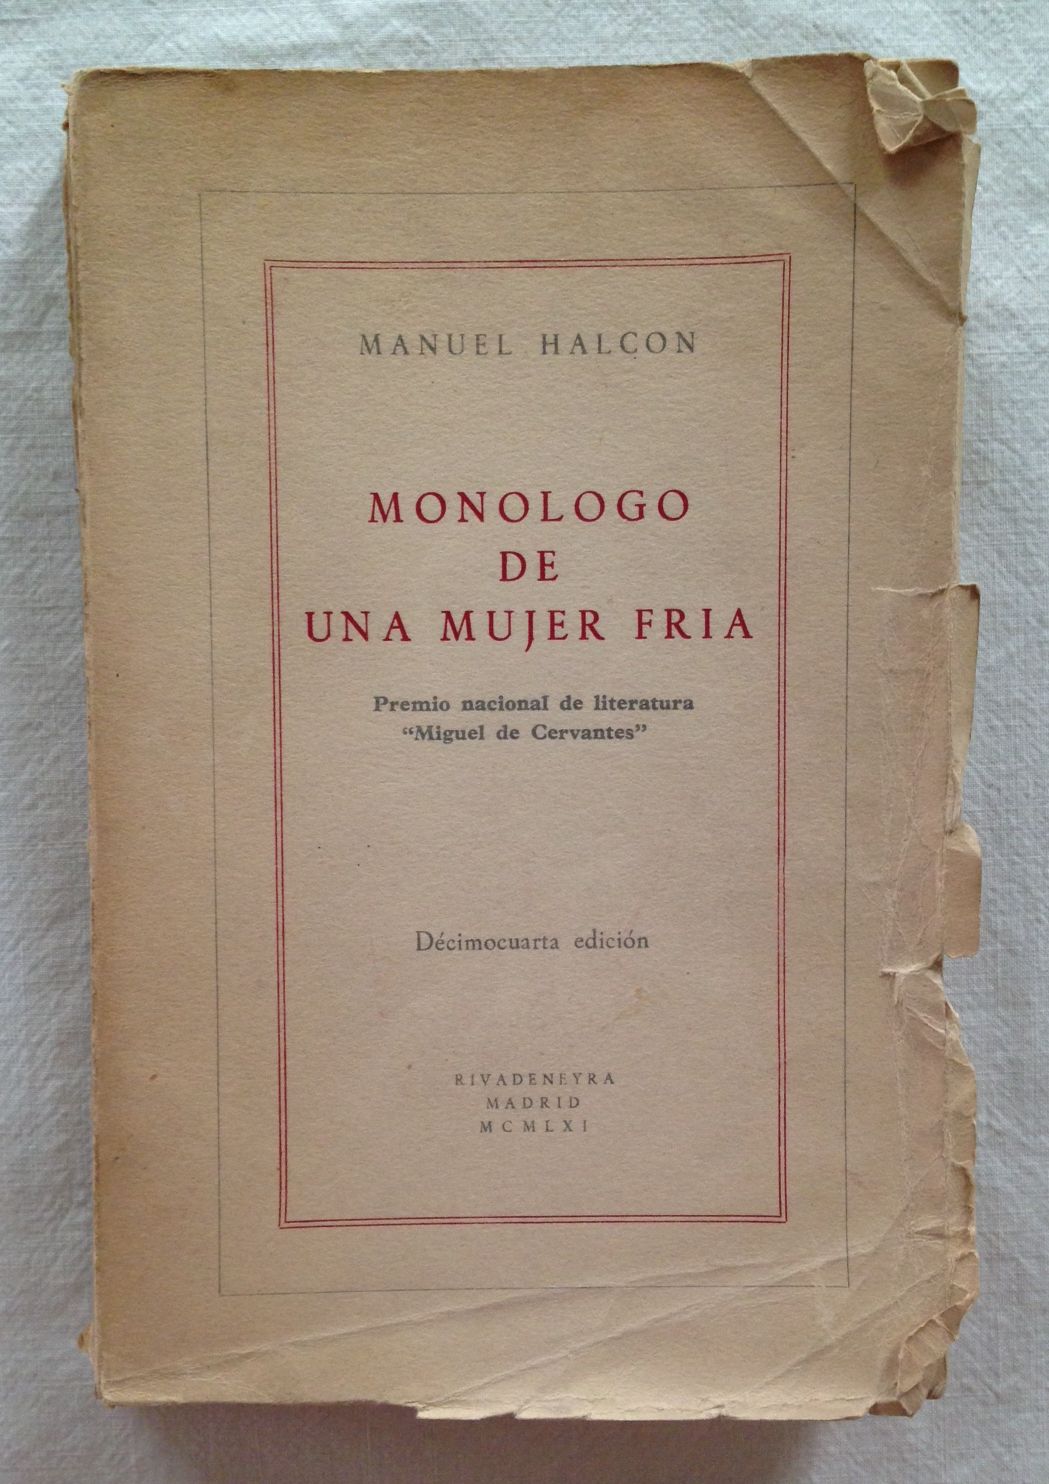 MANUEL HALCON
MONOLOGO
DE
UNA MUJER FRIA
Premio nacional de literatura
“Miguel de Cervantes”
Décimocuarta edición
RIVADENEYRA
MADRID
MCMLXI